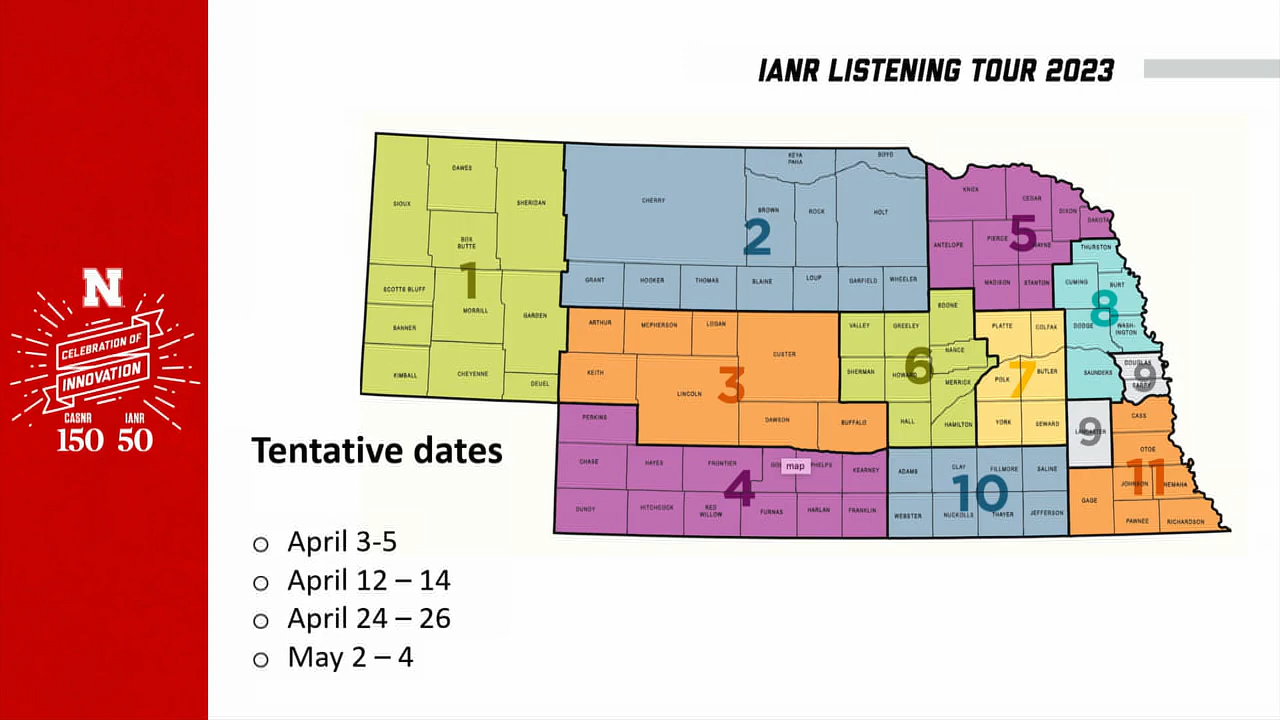 IANR LISTENING TOUR 2023
N
CELEBRATION OF
INNOVATION
CASNR IANR
150 50
Tentative dates
April 3-5
April 12 – 14
April 24 – 26
May 2 – 4
SIOUX
DAWES
SHERIDAN
BOX
BUTTE
1
SCOTTS BLUFF
MORRILL
GARDEN
BANNER
KIMBALL
CHEYENNE
DEUEL
CHERRY
KEYA
PAHA
BOYD
BROWN
ROCK
HOLT
2
GRANT
HOOKER
THOMAS
BLAINE
LOUP
GARFIELD
WHEELER
ARTHUR
MCPHERSON
LOGAN
CUSTER
KEITH
LINCOLN
3
DAWSON
BUFFALO
PERKINS
CHASE
HAYES
FRONTIER
map
PHELPS
KEARNEY
4
DUNDY
HITCHCOCK
RED
WILLOW
FURNAS
HARLAN
FRANKLIN
KNOX
CEDAR
DIXON
DAKOTA
ANTELOPE
PIERCE
5
MADISON
STANTON
BOONE
VALLEY
GREELEY
NANCE
SHERMAN
HOWARD
6
MERRICK
HALL
HAMILTON
PLATTE
COLFAX
POLK
7
BUTLER
YORK
SEWARD
THURSTON
CUMING
BURT
8
DODGE
WASH-
INGTON
SAUNDERS
DOUGLAS
9
SARPY
LANCASTER
9
ADAMS
CLAY
FILLMORE
SALINE
10
WEBSTER
NUCKOLLS
THAYER
JEFFERSON
CASS
OTOE
11
GAGE
JOHNSON
NEMAHA
PAWNEE
RICHARDSON